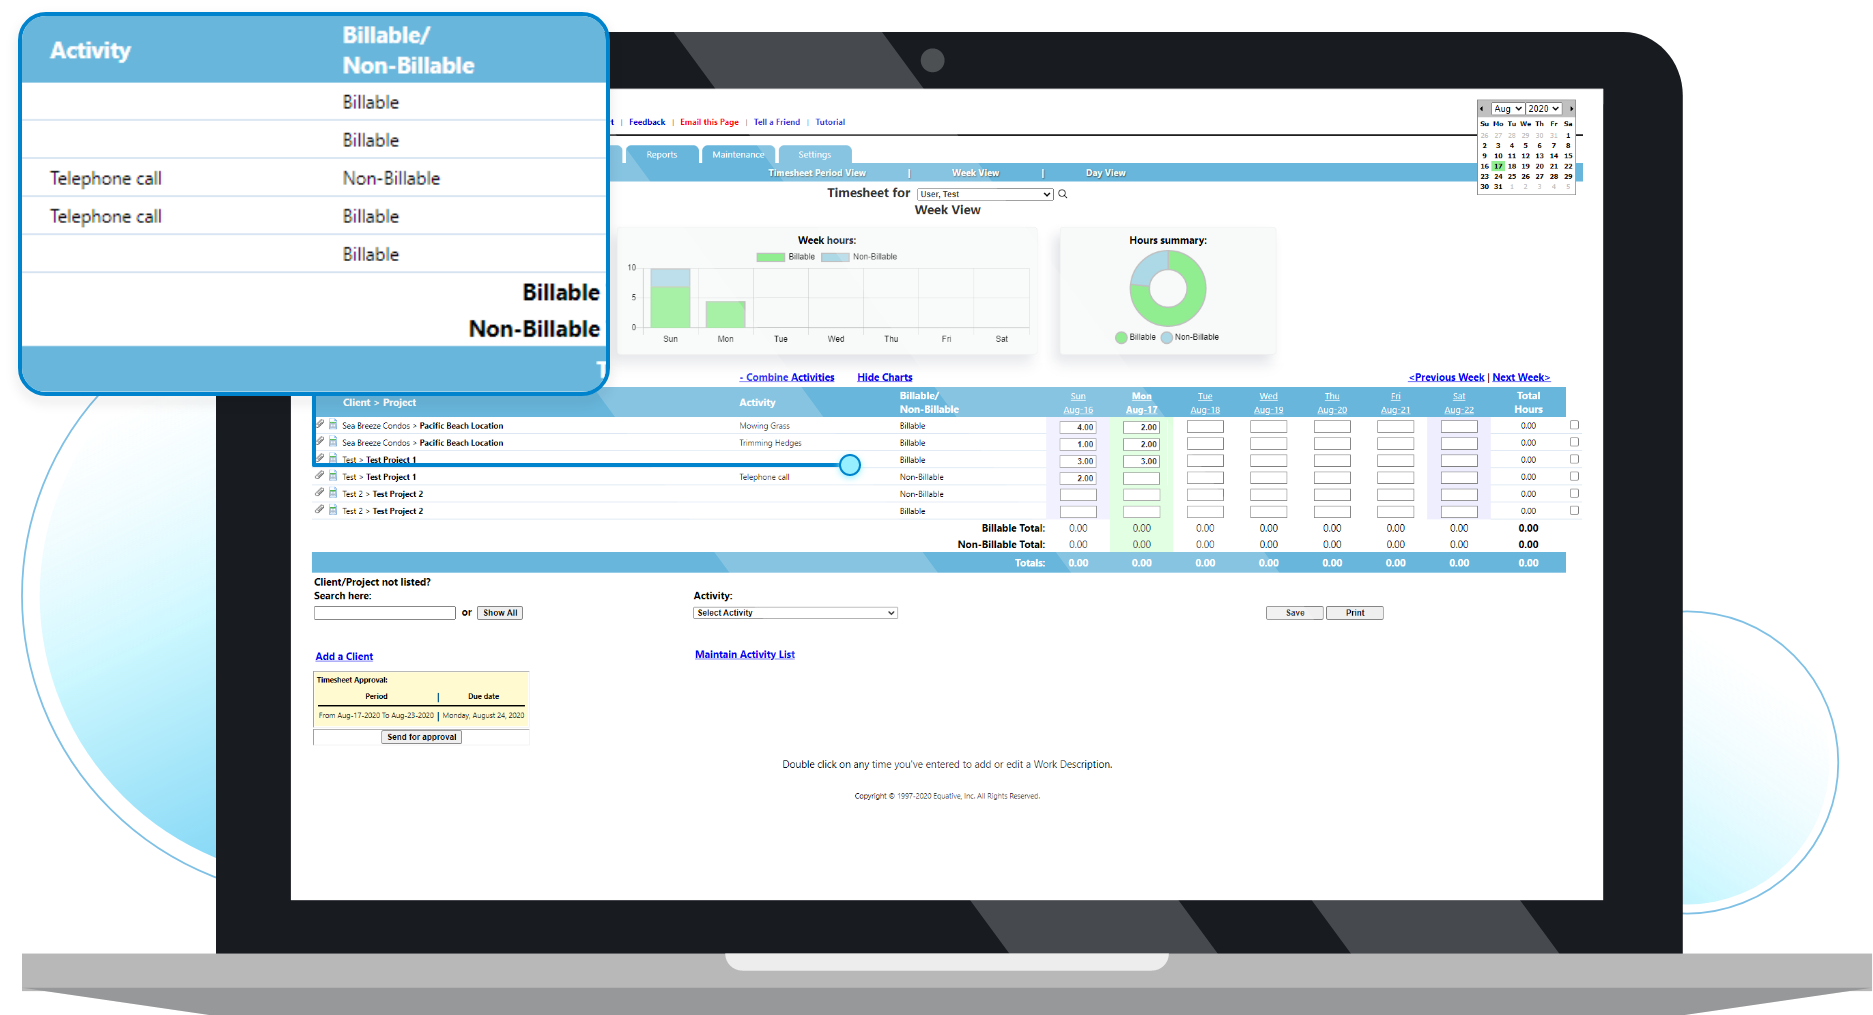 Activity Billable/
Non-Billable
Billable
Billable
Telephone call Non-Billable
Telephone call Billable
Billable
Billable
Non-Billable
T
t | Feedback | Email this Page | Tell a Friend | Tutorial
Reports Maintenance Settings
Timesheet Period View | Week View | Day View
Aug 2020
Su Mo Tu We Th Fr Sa
26 27 28 29 30 31 1
2 3 4 5 6 7 8
9 10 11 12 13 14 15
16 17 18 19 20 21 22
23 24 25 26 27 28 29
30 31 1 2 3 4 5
Timesheet for User, Test
Week View
Week hours:
Billable Non-Billable
10
5
0
Sun Mon Tue Wed Thu Fri Sat
Hours summary:
Billable Non-Billable
- Combine Activities Hide Charts <Previous Week | Next Week>
Client > Project Activity Billable/ Non-Billable Sun Aug-16 Mon Aug-17 Tue Aug-18 Wed Aug-19 Thu Aug-20 Fri Aug-21 Sat Aug-22 Total Hours
Sea Breeze Condos > Pacific Beach Location Mowing Grass Billable 4.00 2.00 0.00
Sea Breeze Condos > Pacific Beach Location Trimming Hedges Billable 1.00 2.00 0.00
Test > Test Project 1 Billable 3.00 3.00 0.00
Test > Test Project 1 Telephone call Non-Billable 2.00 0.00
Test 2 > Test Project 2 Non-Billable 0.00
Test 2 > Test Project 2 Billable 0.00
Billable Total: 0.00 0.00 0.00 0.00 0.00 0.00 0.00 0.00
Non-Billable Total: 0.00 0.00 0.00 0.00 0.00 0.00 0.00 0.00
Totals: 0.00 0.00 0.00 0.00 0.00 0.00 0.00 0.00
Client/Project not listed?
Search here: Activity:
or Show All Select Activity Save Print
Add a Client Maintain Activity List
Timesheet Approval:
Period | Due date
From Aug-17-2020 To Aug-23-2020 | Monday, August 24, 2020
Send for approval
Double click on any time you've entered to add or edit a Work Description.
Copyright © 1997-2020 Equative, Inc. All Rights Reserved.